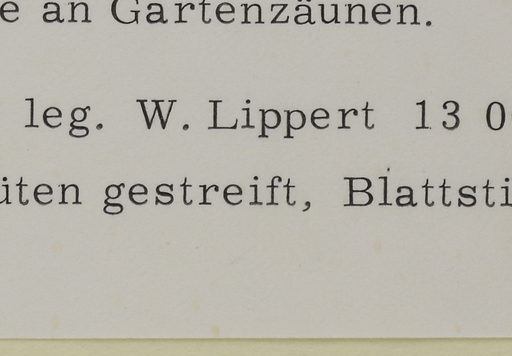 e an Gartenzäunen.
leg. W. Lippert 13 0
iten gestreift, Blattsti